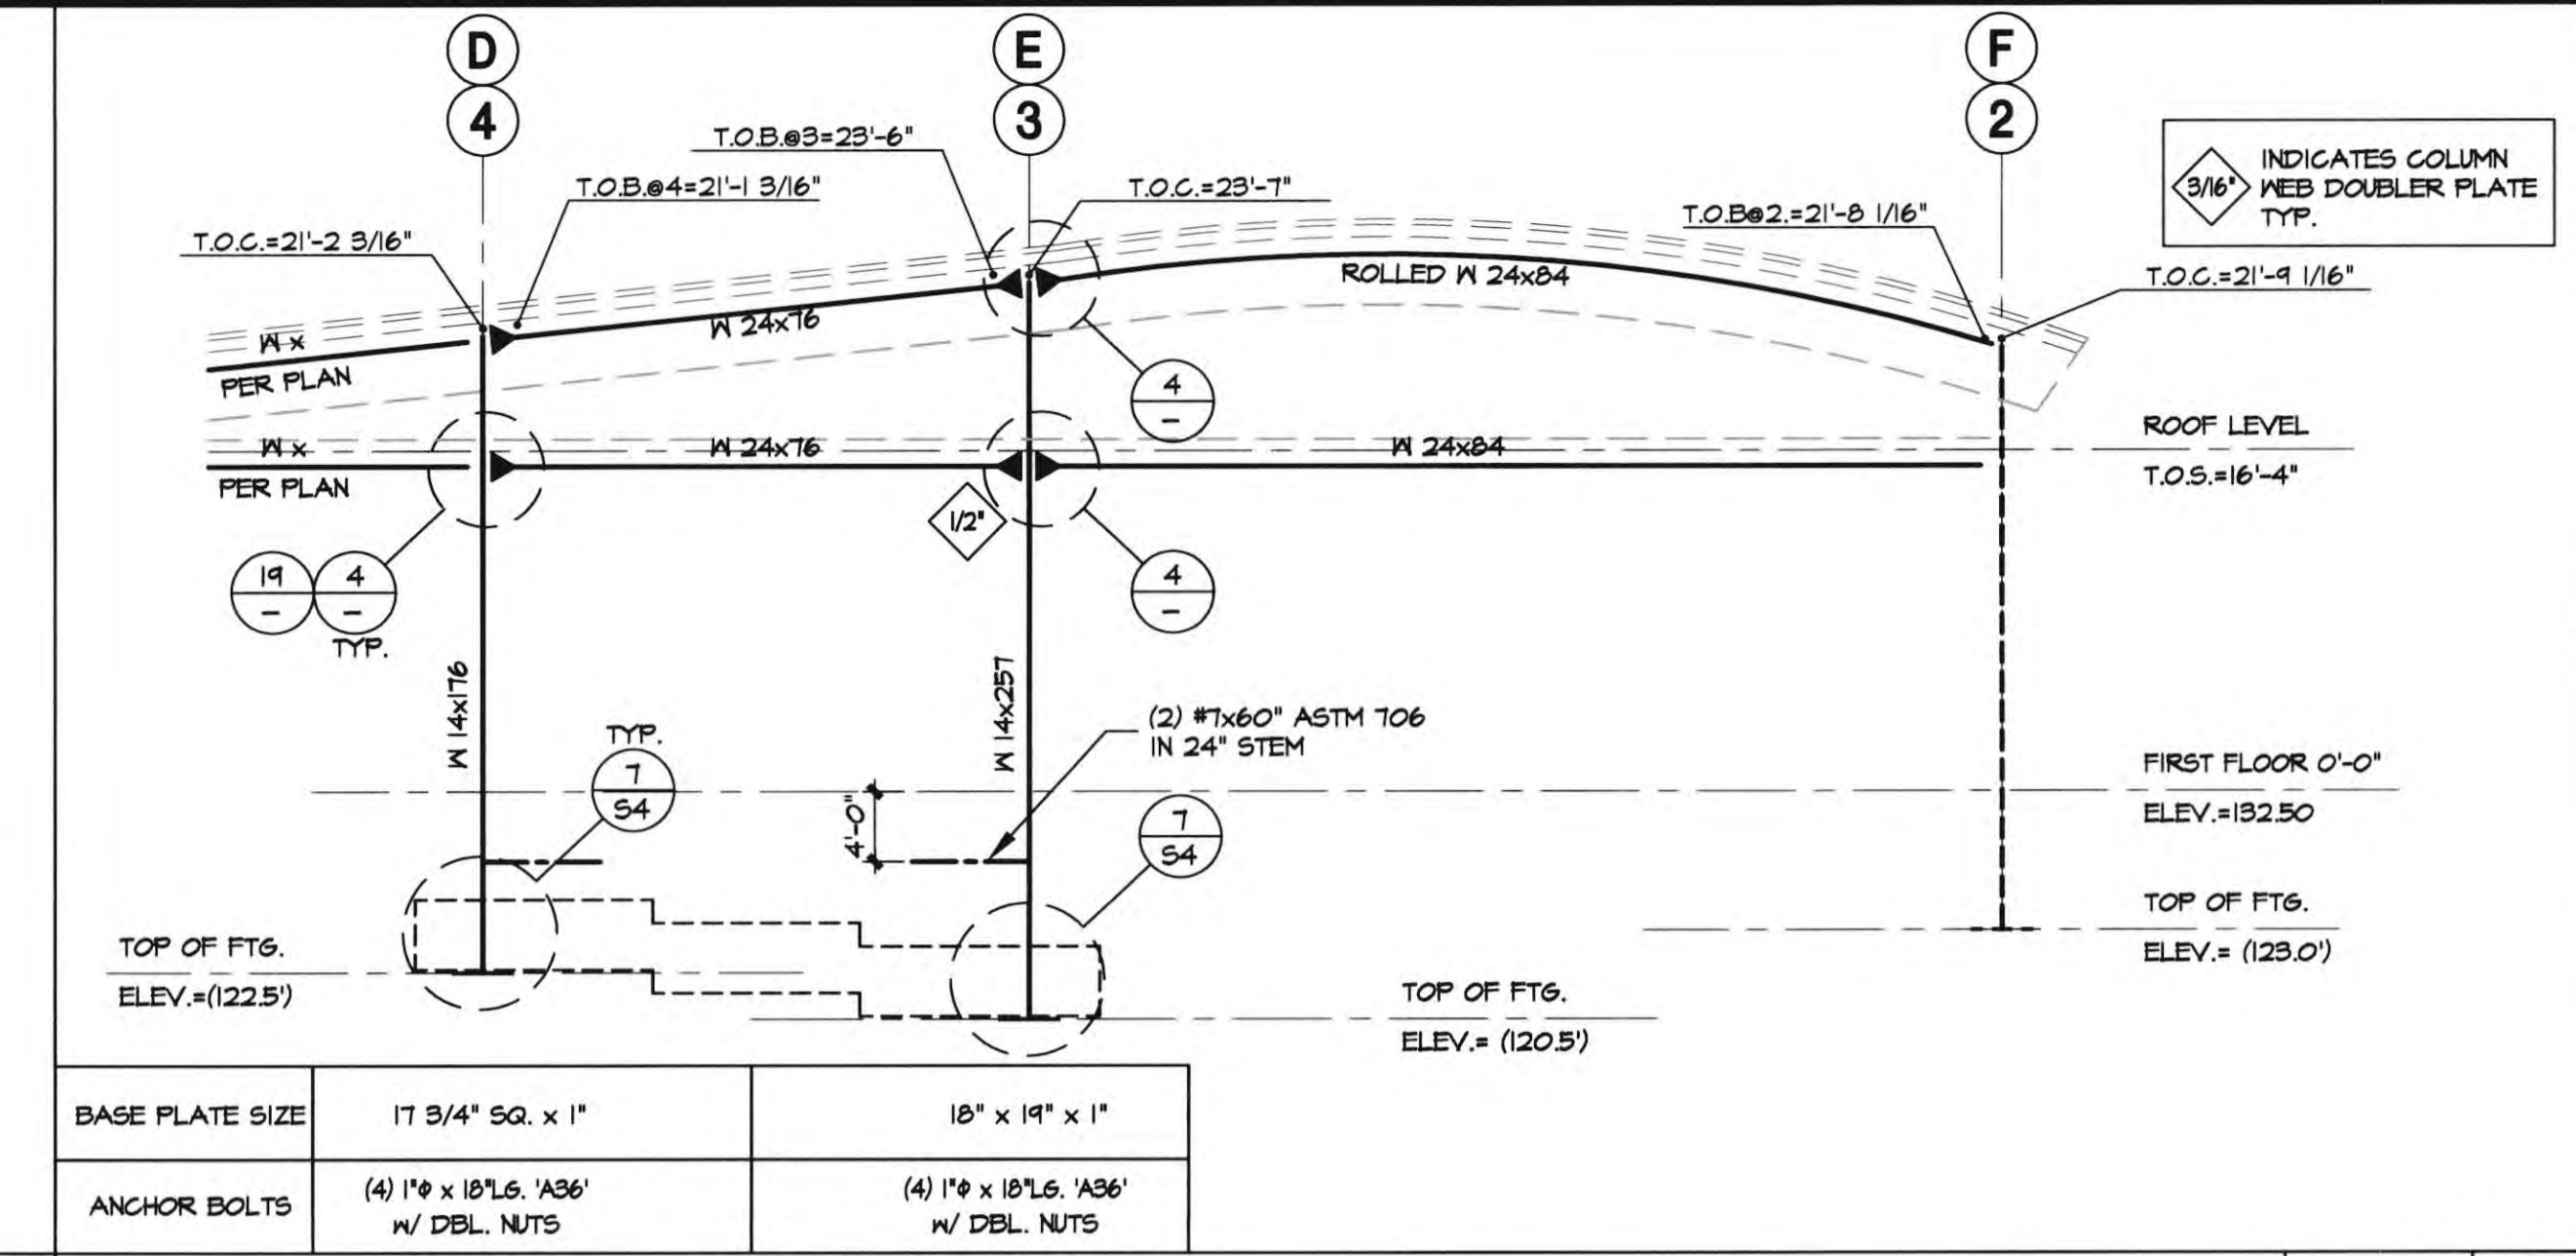 D
E
F
4
3
2
T.O.B.@3=23'-6"
T.O.B.@4=21'-1 3/16"
T.O.C.=23'-7"
T.O.C.=21'-2 3/16"
T.O.B@2.=21'-8 1/16"
3/16"
INDICATES COLUMN
WEB DOUBLER PLATE
TYP.
T.O.C.=21'-9 1/16"
W x
PER PLAN
W 24x76
ROLLED W 24x84
4
-
W x
PER PLAN
W 24x76
W 24x84
ROOF LEVEL
T.O.S.=16'-4"
1/2"
19
-
4
-
TYP.
4
-
W 14x176
W 14x257
TYP.
7
S4
(2) #7x60" ASTM 706
IN 24" STEM
4'-0"
7
S4
FIRST FLOOR 0'-0"
ELEV.=132.50
TOP OF FTG.
ELEV.=(122.5')
TOP OF FTG.
ELEV.= (120.5')
TOP OF FTG.
ELEV.= (123.0')
BASE PLATE SIZE
17 3/4" SQ. x 1"
18" x 19" x 1"
ANCHOR BOLTS
(4) 1"Φ x 18"LG. 'A36'
W/ DBL. NUTS
(4) 1"Φ x 18"LG. 'A36'
W/ DBL. NUTS